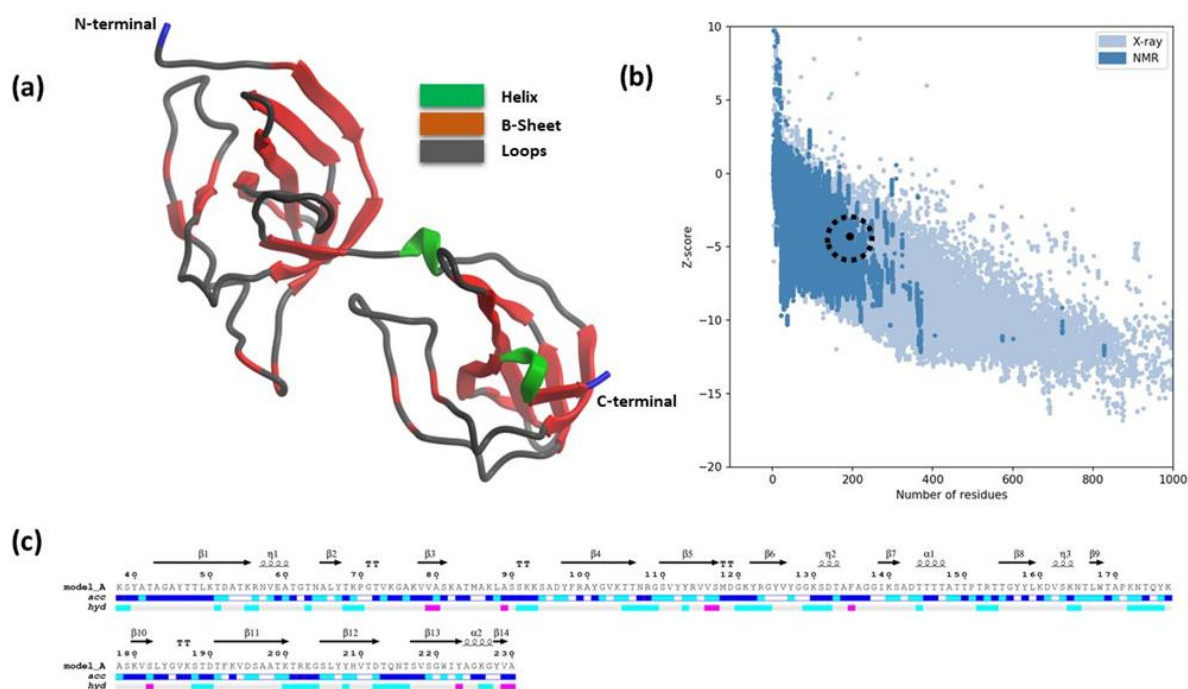 (a)
N-terminal
Helix
B-Sheet
Loops
C-terminal
(b)
X-ray
NMR
10
5
0
−5
−10
−15
−20
Z-score
0 200 400 600 800 1000
Number of residues
(c)
β1 η1 β2 TT β3 TT β4 β5 TT β6 η2 β7 α1 β8 η3 β9
40 50 60 70 80 90 100 110 120 130 140 150 160 170
model_A KSYATAGAYTTLKTDATKRNVEATGTNALYTKPGTVKGAKVVASKATMAKLASSKKSADYFRAYGVKTTNRGSVYYRVVSMDGKYRGYVYGGKSDTAFAGGIKSADTTTTATTPTRTTGYYLKDVSKNTLWTAPKNTQYK
acc
hyd
β10 TT β11 β12 β13 α2 β14
180 190 200 210 220 230
model_A ASKVSLYGVKSTDTFKVDSAATKTREGSLYYHVTDTQNTSVSGWIYAGKGYVA
acc
hyd